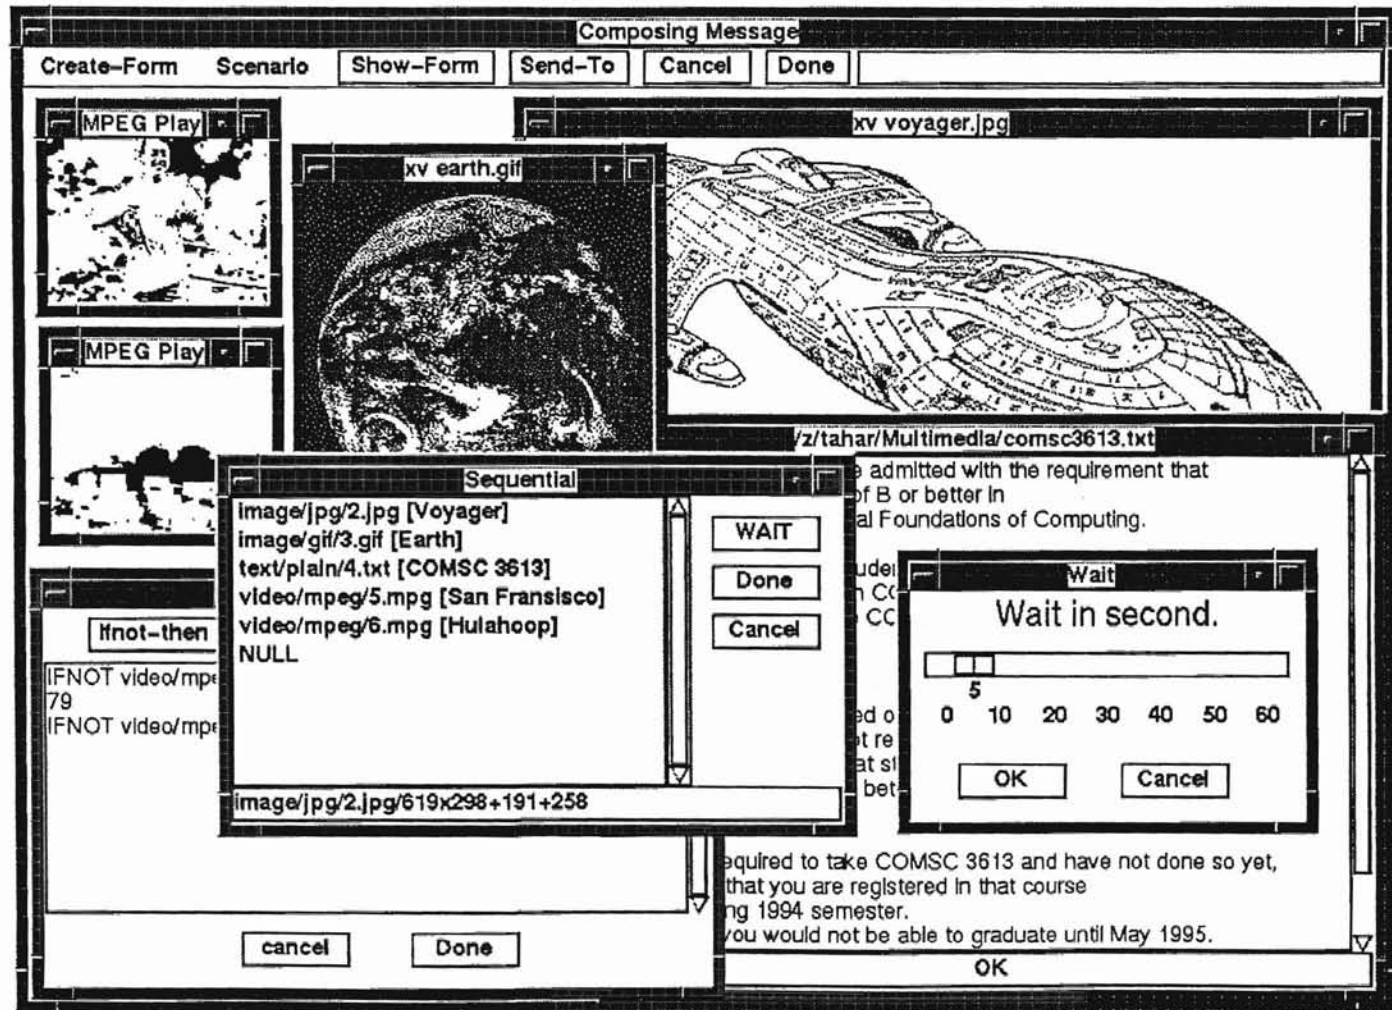 Composing Message
Create-Form Scenario Show-Form Send-To Cancel Done
MPEG Play
xv earth.gif
xv voyager.jpg
MPEG Play
/z/tahar/Multimedia/comsc3613.txt
admitted with the requirement that
of B or better in
al Foundations of Computing.
Sequential
image/jpg/2.jpg [Voyager]
image/gif/3.gif [Earth]
text/plain/4.txt [COMSC 3613]
video/mpeg/5.mpg [San Fransisco]
video/mpeg/6.mpg [Hulahoop]
NULL
WAIT
Done
Cancel
image/jpg/2.jpg/619x298+191+258
Wait
Wait in second.
5
0 10 20 30 40 50 60
OK Cancel
Ifnot-then
IFNOT video/mpe
79
IFNOT video/mpe
cancel Done
equired to take COMSC 3613 and have not done so yet,
that you are registered in that course
ng 1994 semester.
you would not be able to graduate until May 1995.
OK